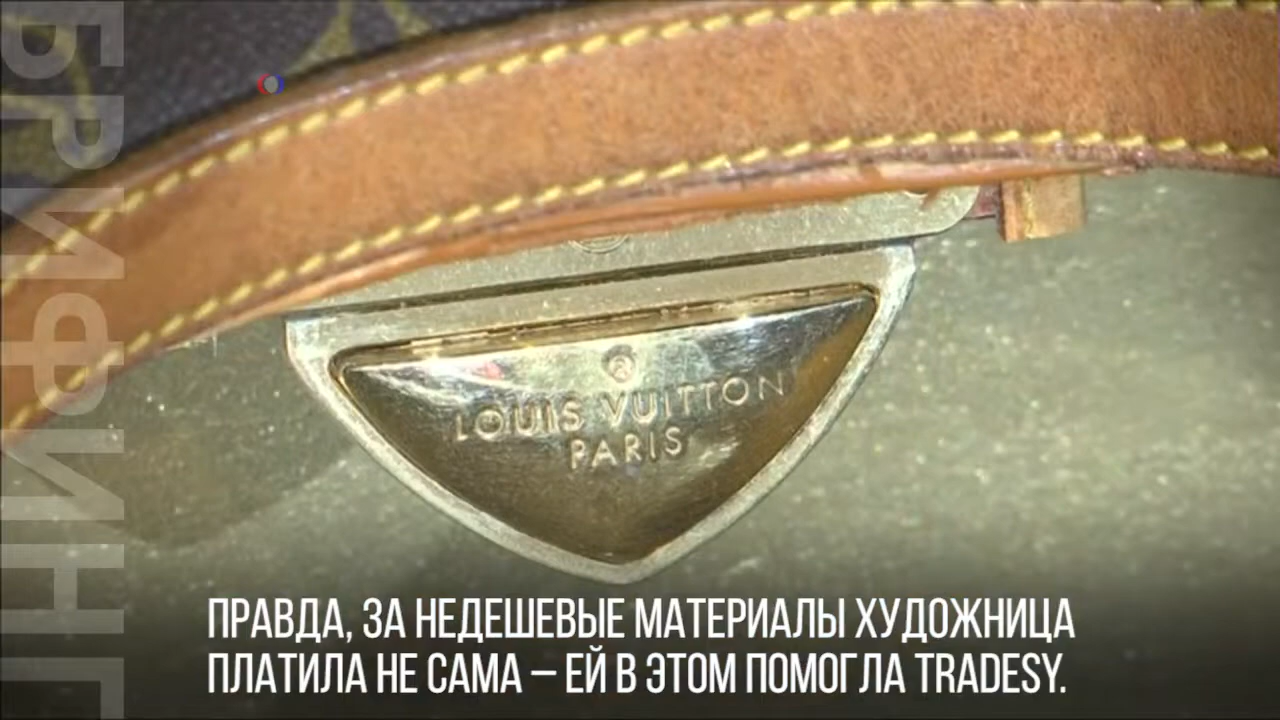 БРИФИНГ
LOUIS VUITTON
PARIS
ПРАВДА, ЗА НЕДЕШЕВЫЕ МАТЕРИАЛЫ ХУДОЖНИЦА
ПЛАТИЛА НЕ САМА – ЕЙ В ЭТОМ ПОМОГЛА TRADESY.